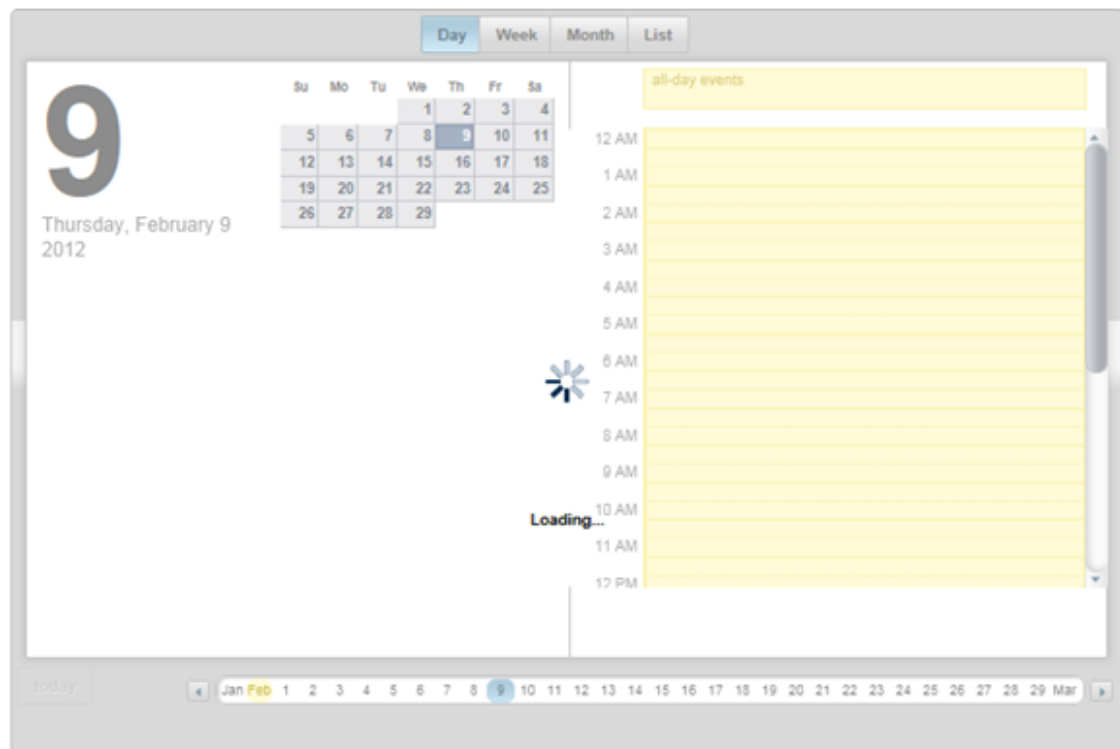 Day Week Month List
9
Thursday, February 9
2012
Su Mo Tu We Th Fr Sa
1 2 3 4
5 6 7 8 9 10 11
12 13 14 15 16 17 18
19 20 21 22 23 24 25
26 27 28 29
all-day events
12 AM
1 AM
2 AM
3 AM
4 AM
5 AM
6 AM
7 AM
8 AM
9 AM
10 AM
Loading...
11 AM
12 PM
today
Jan Feb 1 2 3 4 5 6 7 8 9 10 11 12 13 14 15 16 17 18 19 20 21 22 23 24 25 26 27 28 29 Mar